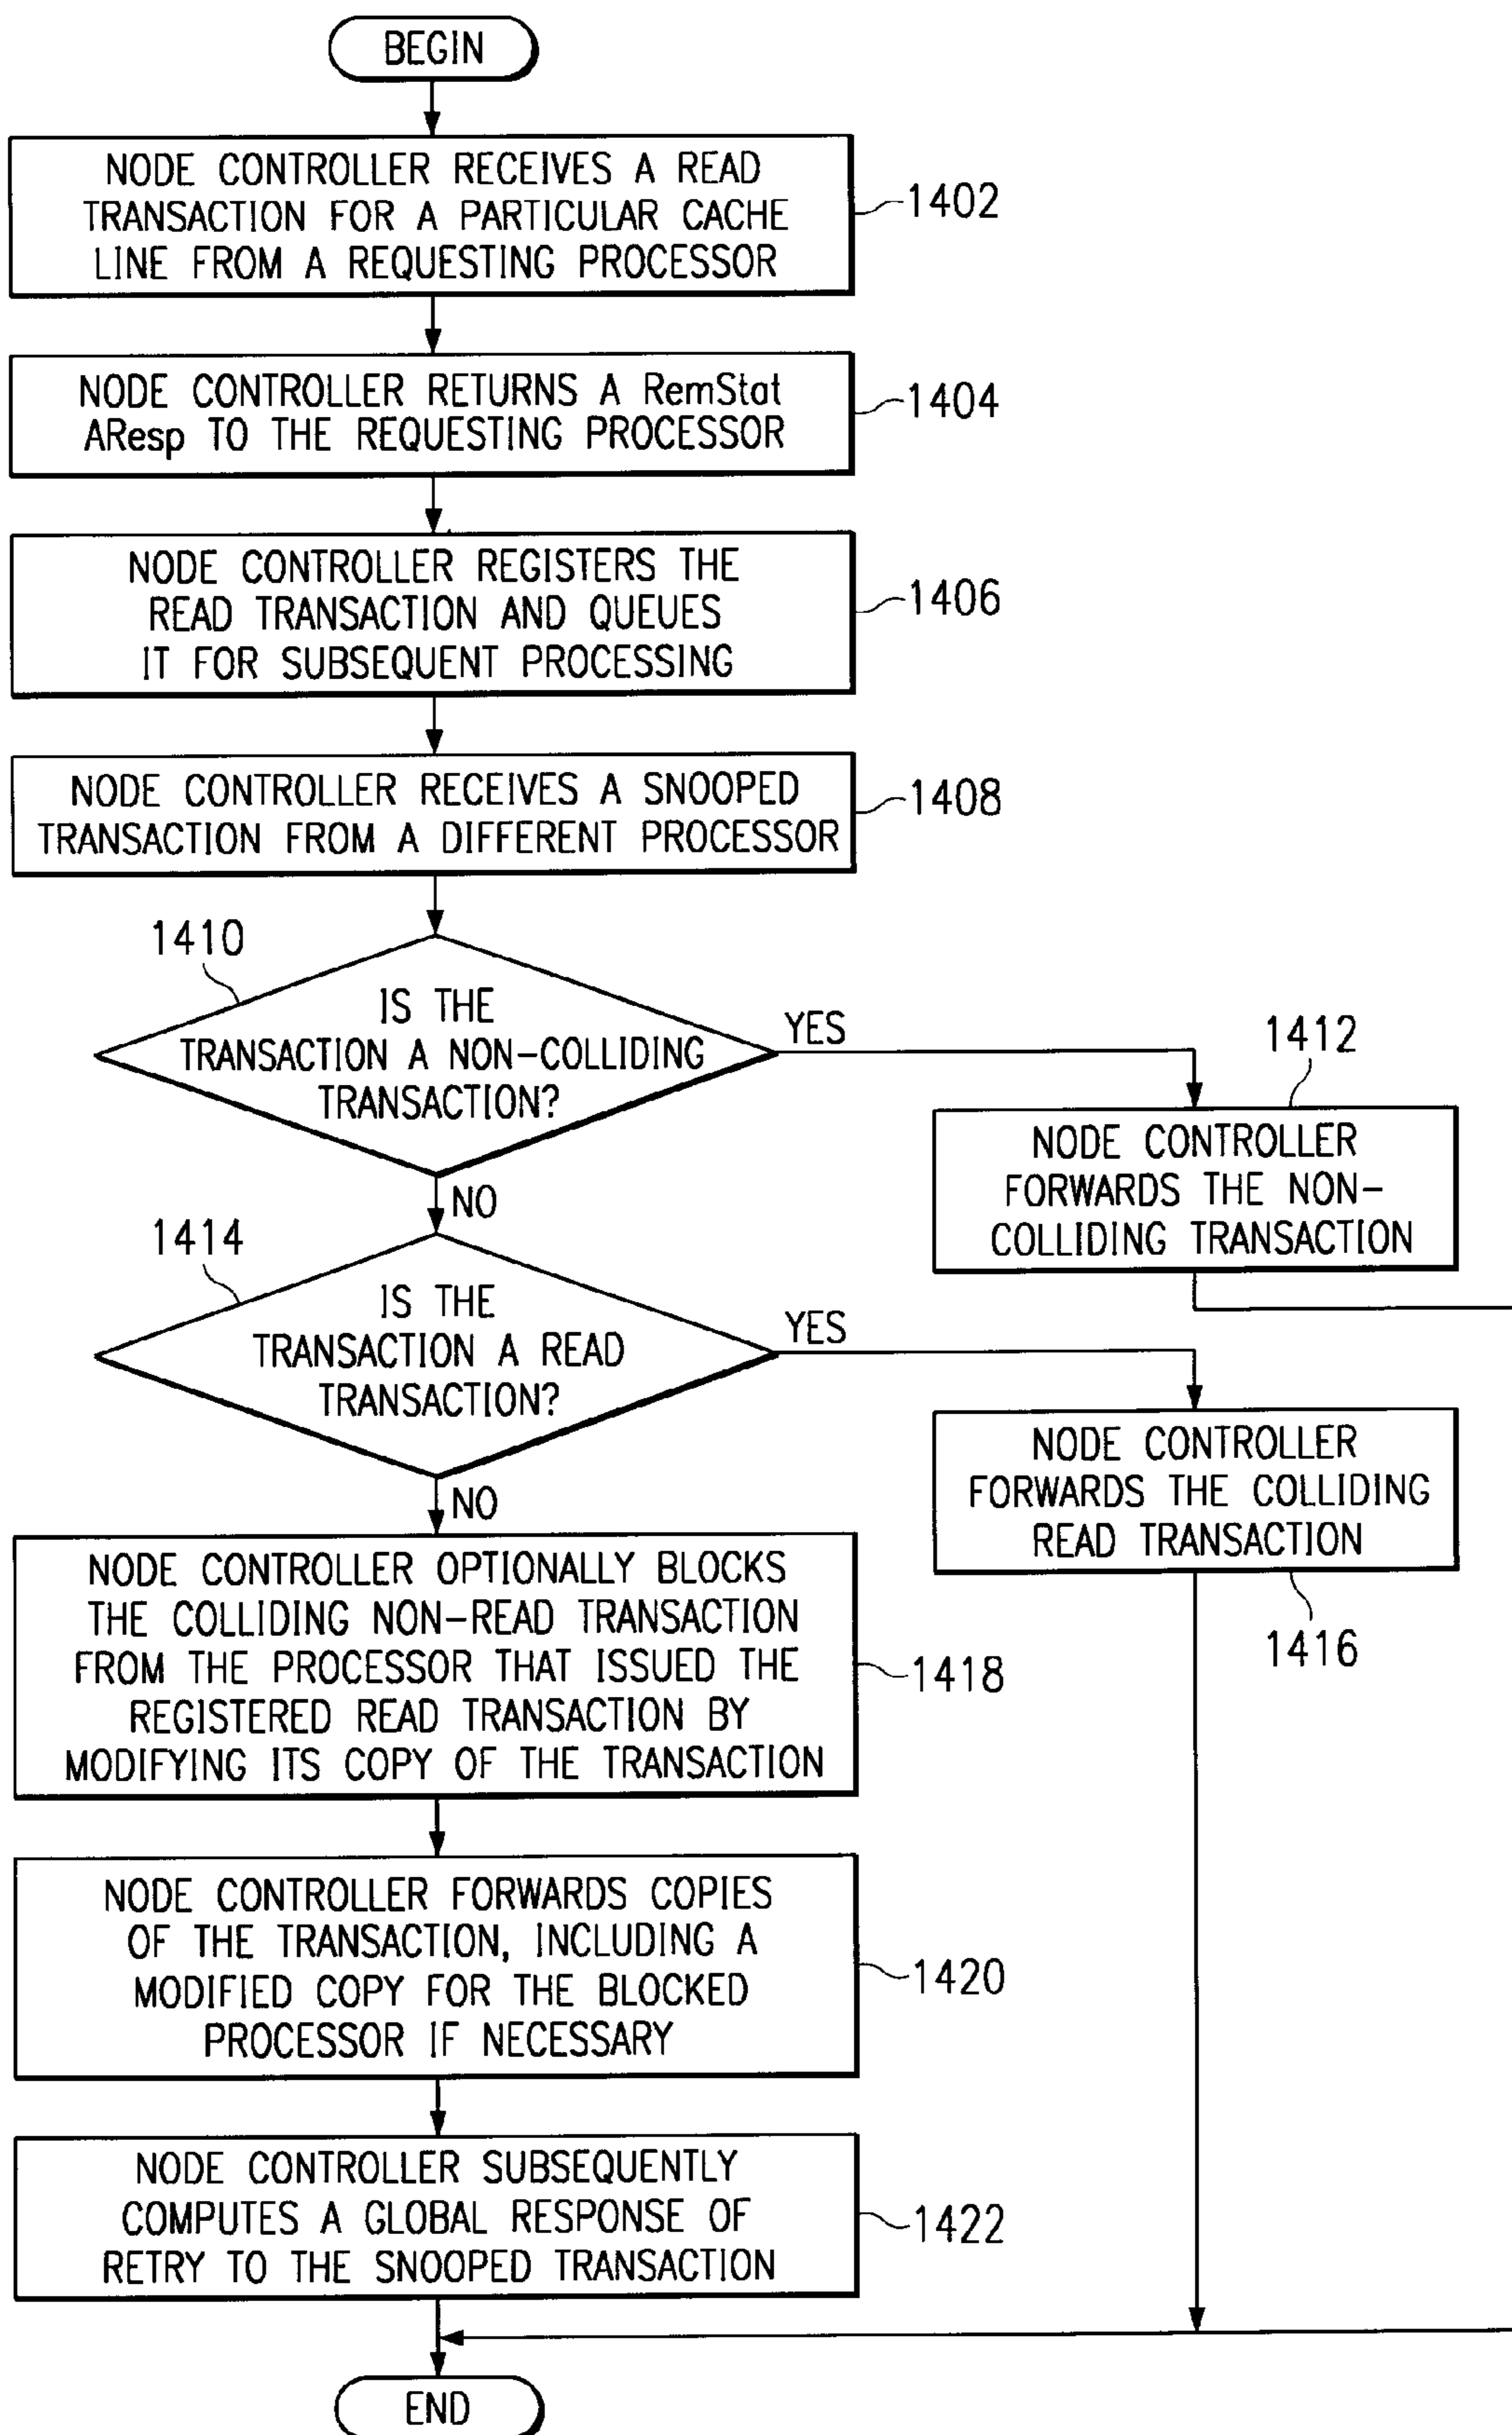 BEGIN
NODE CONTROLLER RECEIVES A READ
TRANSACTION FOR A PARTICULAR CACHE
LINE FROM A REQUESTING PROCESSOR
1402
NODE CONTROLLER RETURNS A RemStat
AResp TO THE REQUESTING PROCESSOR
1404
NODE CONTROLLER REGISTERS THE
READ TRANSACTION AND QUEUES
IT FOR SUBSEQUENT PROCESSING
1406
NODE CONTROLLER RECEIVES A SNOOPED
TRANSACTION FROM A DIFFERENT PROCESSOR
1408
1410
IS THE
TRANSACTION A NON-COLLIDING
TRANSACTION?
YES
NO
1412
NODE CONTROLLER
FORWARDS THE NON-
COLLIDING TRANSACTION
1414
IS THE
TRANSACTION A READ
TRANSACTION?
YES
NO
NODE CONTROLLER
FORWARDS THE COLLIDING
READ TRANSACTION
1416
NODE CONTROLLER OPTIONALLY BLOCKS
THE COLLIDING NON-READ TRANSACTION
FROM THE PROCESSOR THAT ISSUED THE
REGISTERED READ TRANSACTION BY
MODIFYING ITS COPY OF THE TRANSACTION
1418
NODE CONTROLLER FORWARDS COPIES
OF THE TRANSACTION, INCLUDING A
MODIFIED COPY FOR THE BLOCKED
PROCESSOR IF NECESSARY
1420
NODE CONTROLLER SUBSEQUENTLY
COMPUTES A GLOBAL RESPONSE OF
RETRY TO THE SNOOPED TRANSACTION
1422
END